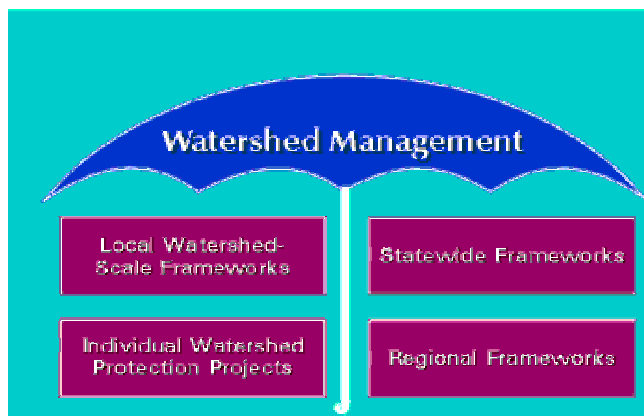 Watershed Management
Local Watershed-
Scale Frameworks
Statewide Frameworks
Individual Watershed
Protection Projects
Regional Frameworks